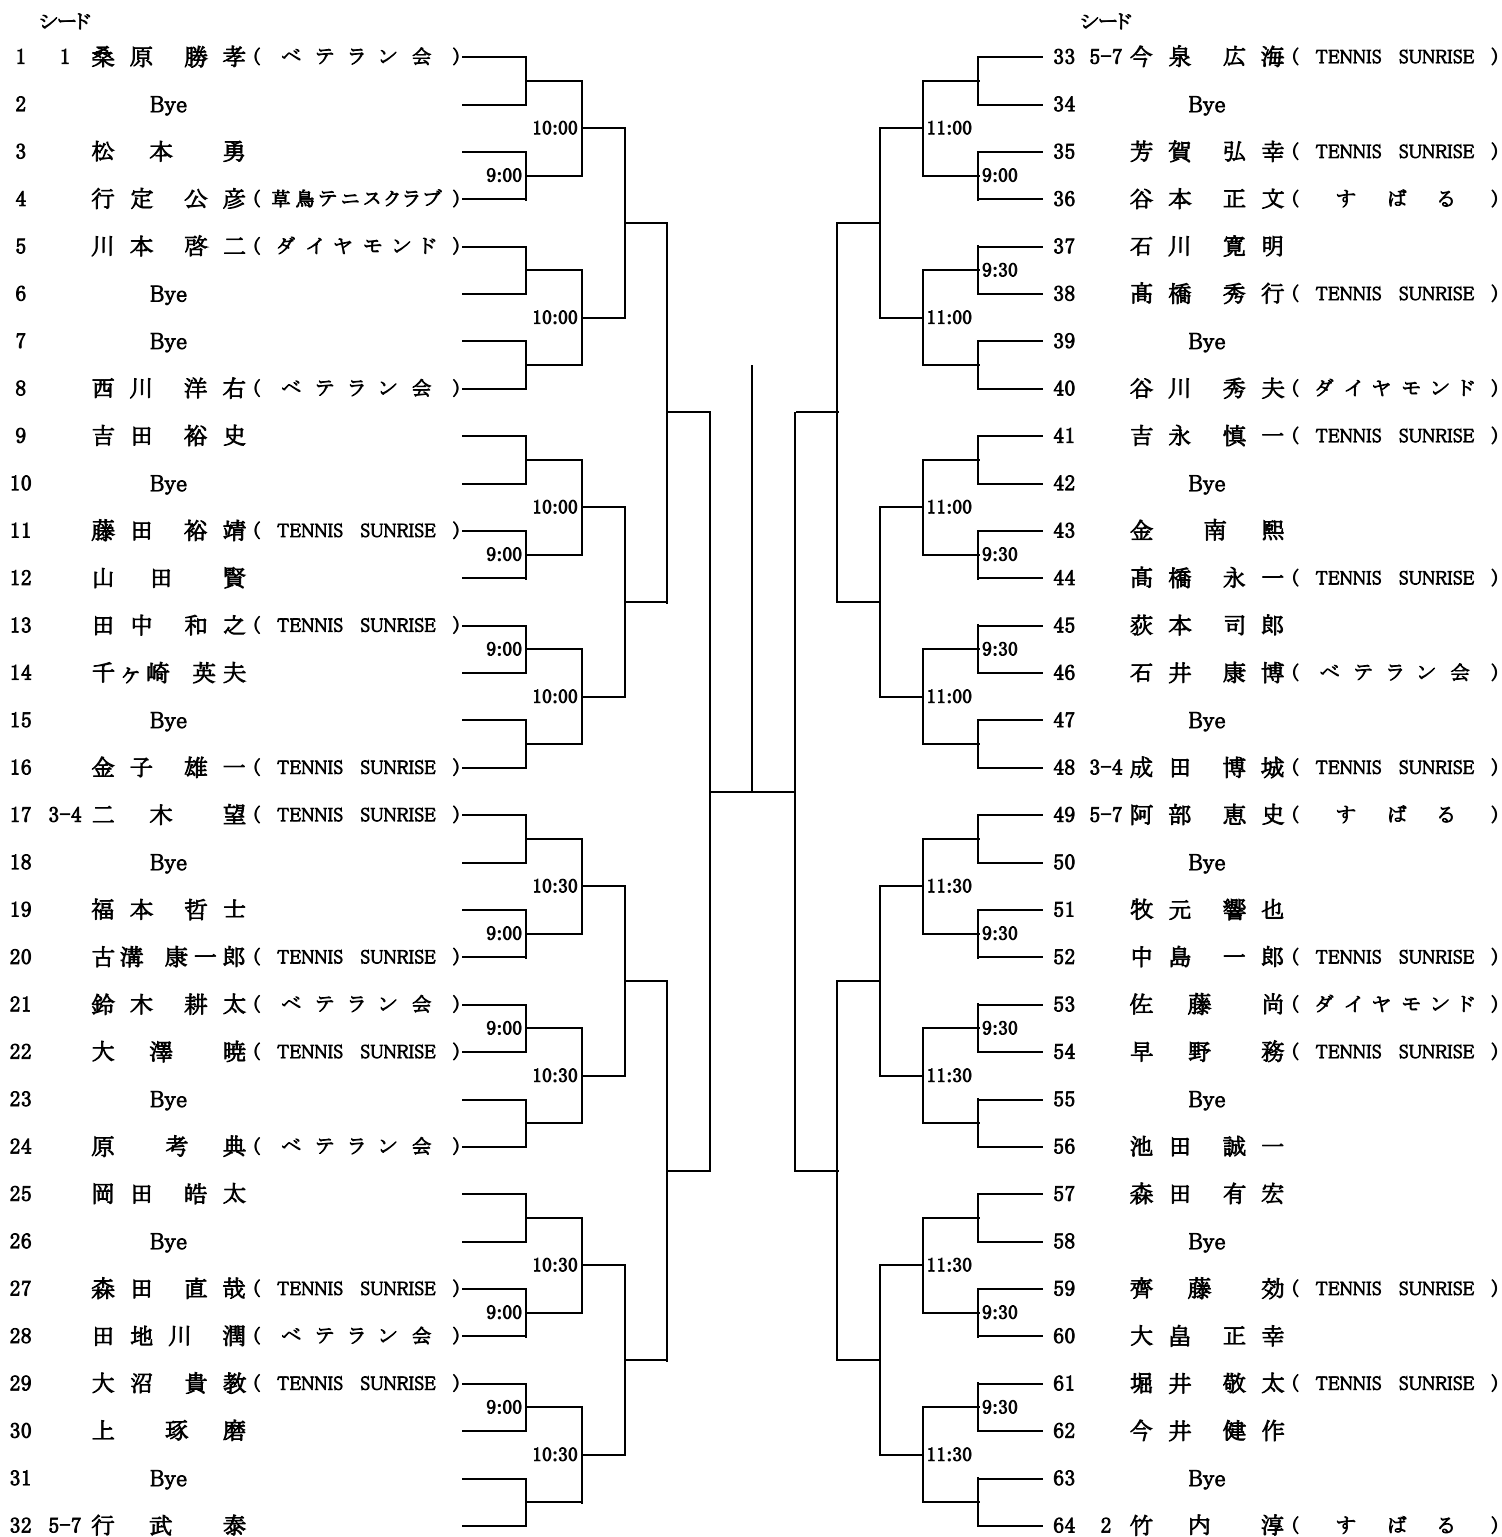 シード
1 1 桑原 勝孝( ベテラン会 )
2 Bye
10:00
3 松本 勇
9:00
4 行定 公彦( 草鳥テニスクラブ )
5 川本 啓二( ダイヤモンド )
6 Bye
10:00
7 Bye
8 西川 洋右( ベテラン会 )
9 吉田 裕史
10 Bye
10:00
11 藤田 裕靖( TENNIS SUNRISE )
9:00
12 山田 賢
13 田中 和之( TENNIS SUNRISE )
9:00
14 千ヶ崎 英夫
10:00
15 Bye
16 金子 雄一( TENNIS SUNRISE )
17 3-4 二木 望( TENNIS SUNRISE )
18 Bye
10:30
19 福本 哲士
9:00
20 古溝 康一郎( TENNIS SUNRISE )
21 鈴木 耕太( ベテラン会 )
9:00
22 大澤 暁( TENNIS SUNRISE )
10:30
23 Bye
24 原 考典( ベテラン会 )
25 岡田 皓太
26 Bye
10:30
27 森田 直哉( TENNIS SUNRISE )
9:00
28 田地川 潤( ベテラン会 )
29 大沼 貴教( TENNIS SUNRISE )
9:00
30 上 琢磨
10:30
31 Bye
32 5-7 行武 泰
シード
33 5-7 今泉 広海( TENNIS SUNRISE )
34 Bye
11:00
35 芳賀 弘幸( TENNIS SUNRISE )
9:00
36 谷本 正文( すばる )
37 石川 寛明
9:30
38 髙橋 秀行( TENNIS SUNRISE )
11:00
39 Bye
40 谷川 秀夫( ダイヤモンド )
41 吉永 慎一( TENNIS SUNRISE )
42 Bye
11:00
43 金 南熙
9:30
44 髙橋 永一( TENNIS SUNRISE )
45 荻本 司郎
9:30
46 石井 康博( ベテラン会 )
11:00
47 Bye
48 3-4 成田 博城( TENNIS SUNRISE )
49 5-7 阿部 恵史( すばる )
50 Bye
11:30
51 牧元 響也
9:30
52 中島 一郎( TENNIS SUNRISE )
53 佐藤 尚( ダイヤモンド )
9:30
54 早野 務( TENNIS SUNRISE )
11:30
55 Bye
56 池田 誠一
57 森田 有宏
58 Bye
11:30
59 齊藤 効( TENNIS SUNRISE )
9:30
60 大畠 正幸
61 堀井 敬太( TENNIS SUNRISE )
9:30
62 今井 健作
11:30
63 Bye
64 2 竹内 淳( すばる )